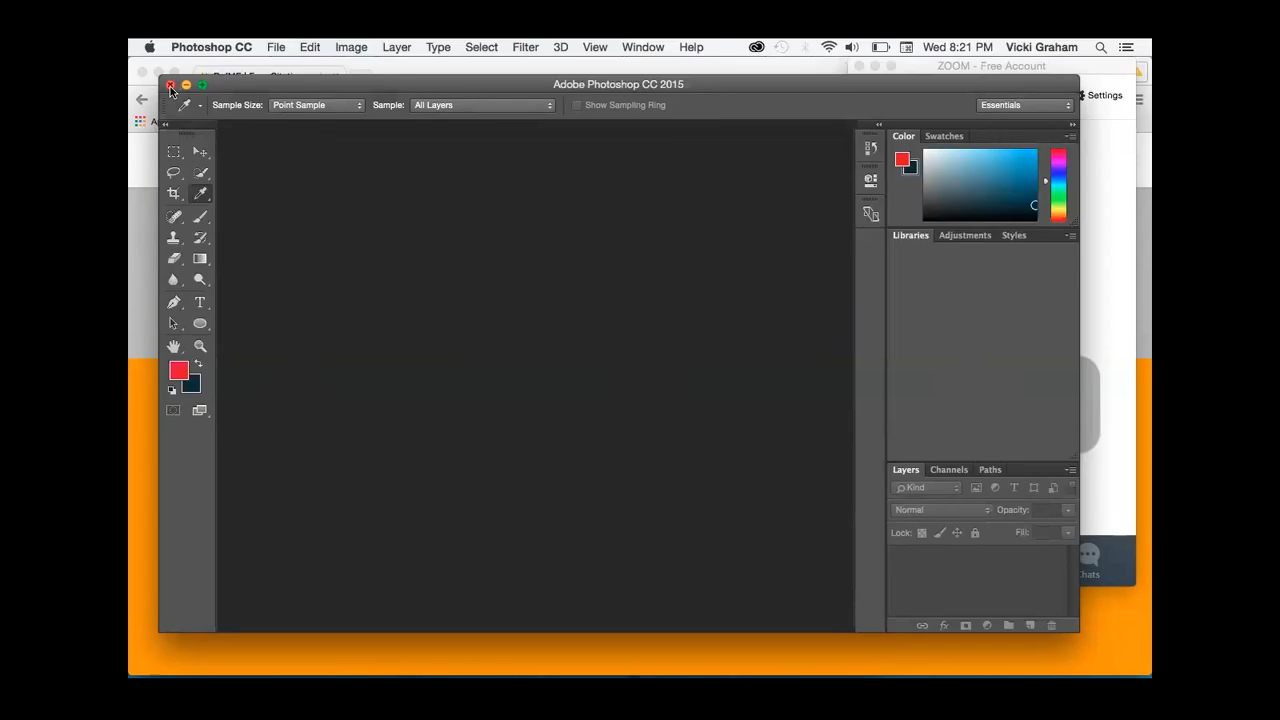 Photoshop CC File Edit Image Layer Type Select Filter 3D View Window Help Wed 8:21 PM Vicki Graham
ZOOM - Free Account
Adobe Photoshop CC 2015
Settings
Sample Size: Point Sample Sample: All Layers Show Sampling Ring Essentials
Color Swatches
Libraries Adjustments Styles
Layers Channels Paths
Kind
Normal Opacity:
Lock: Fill:
Chats